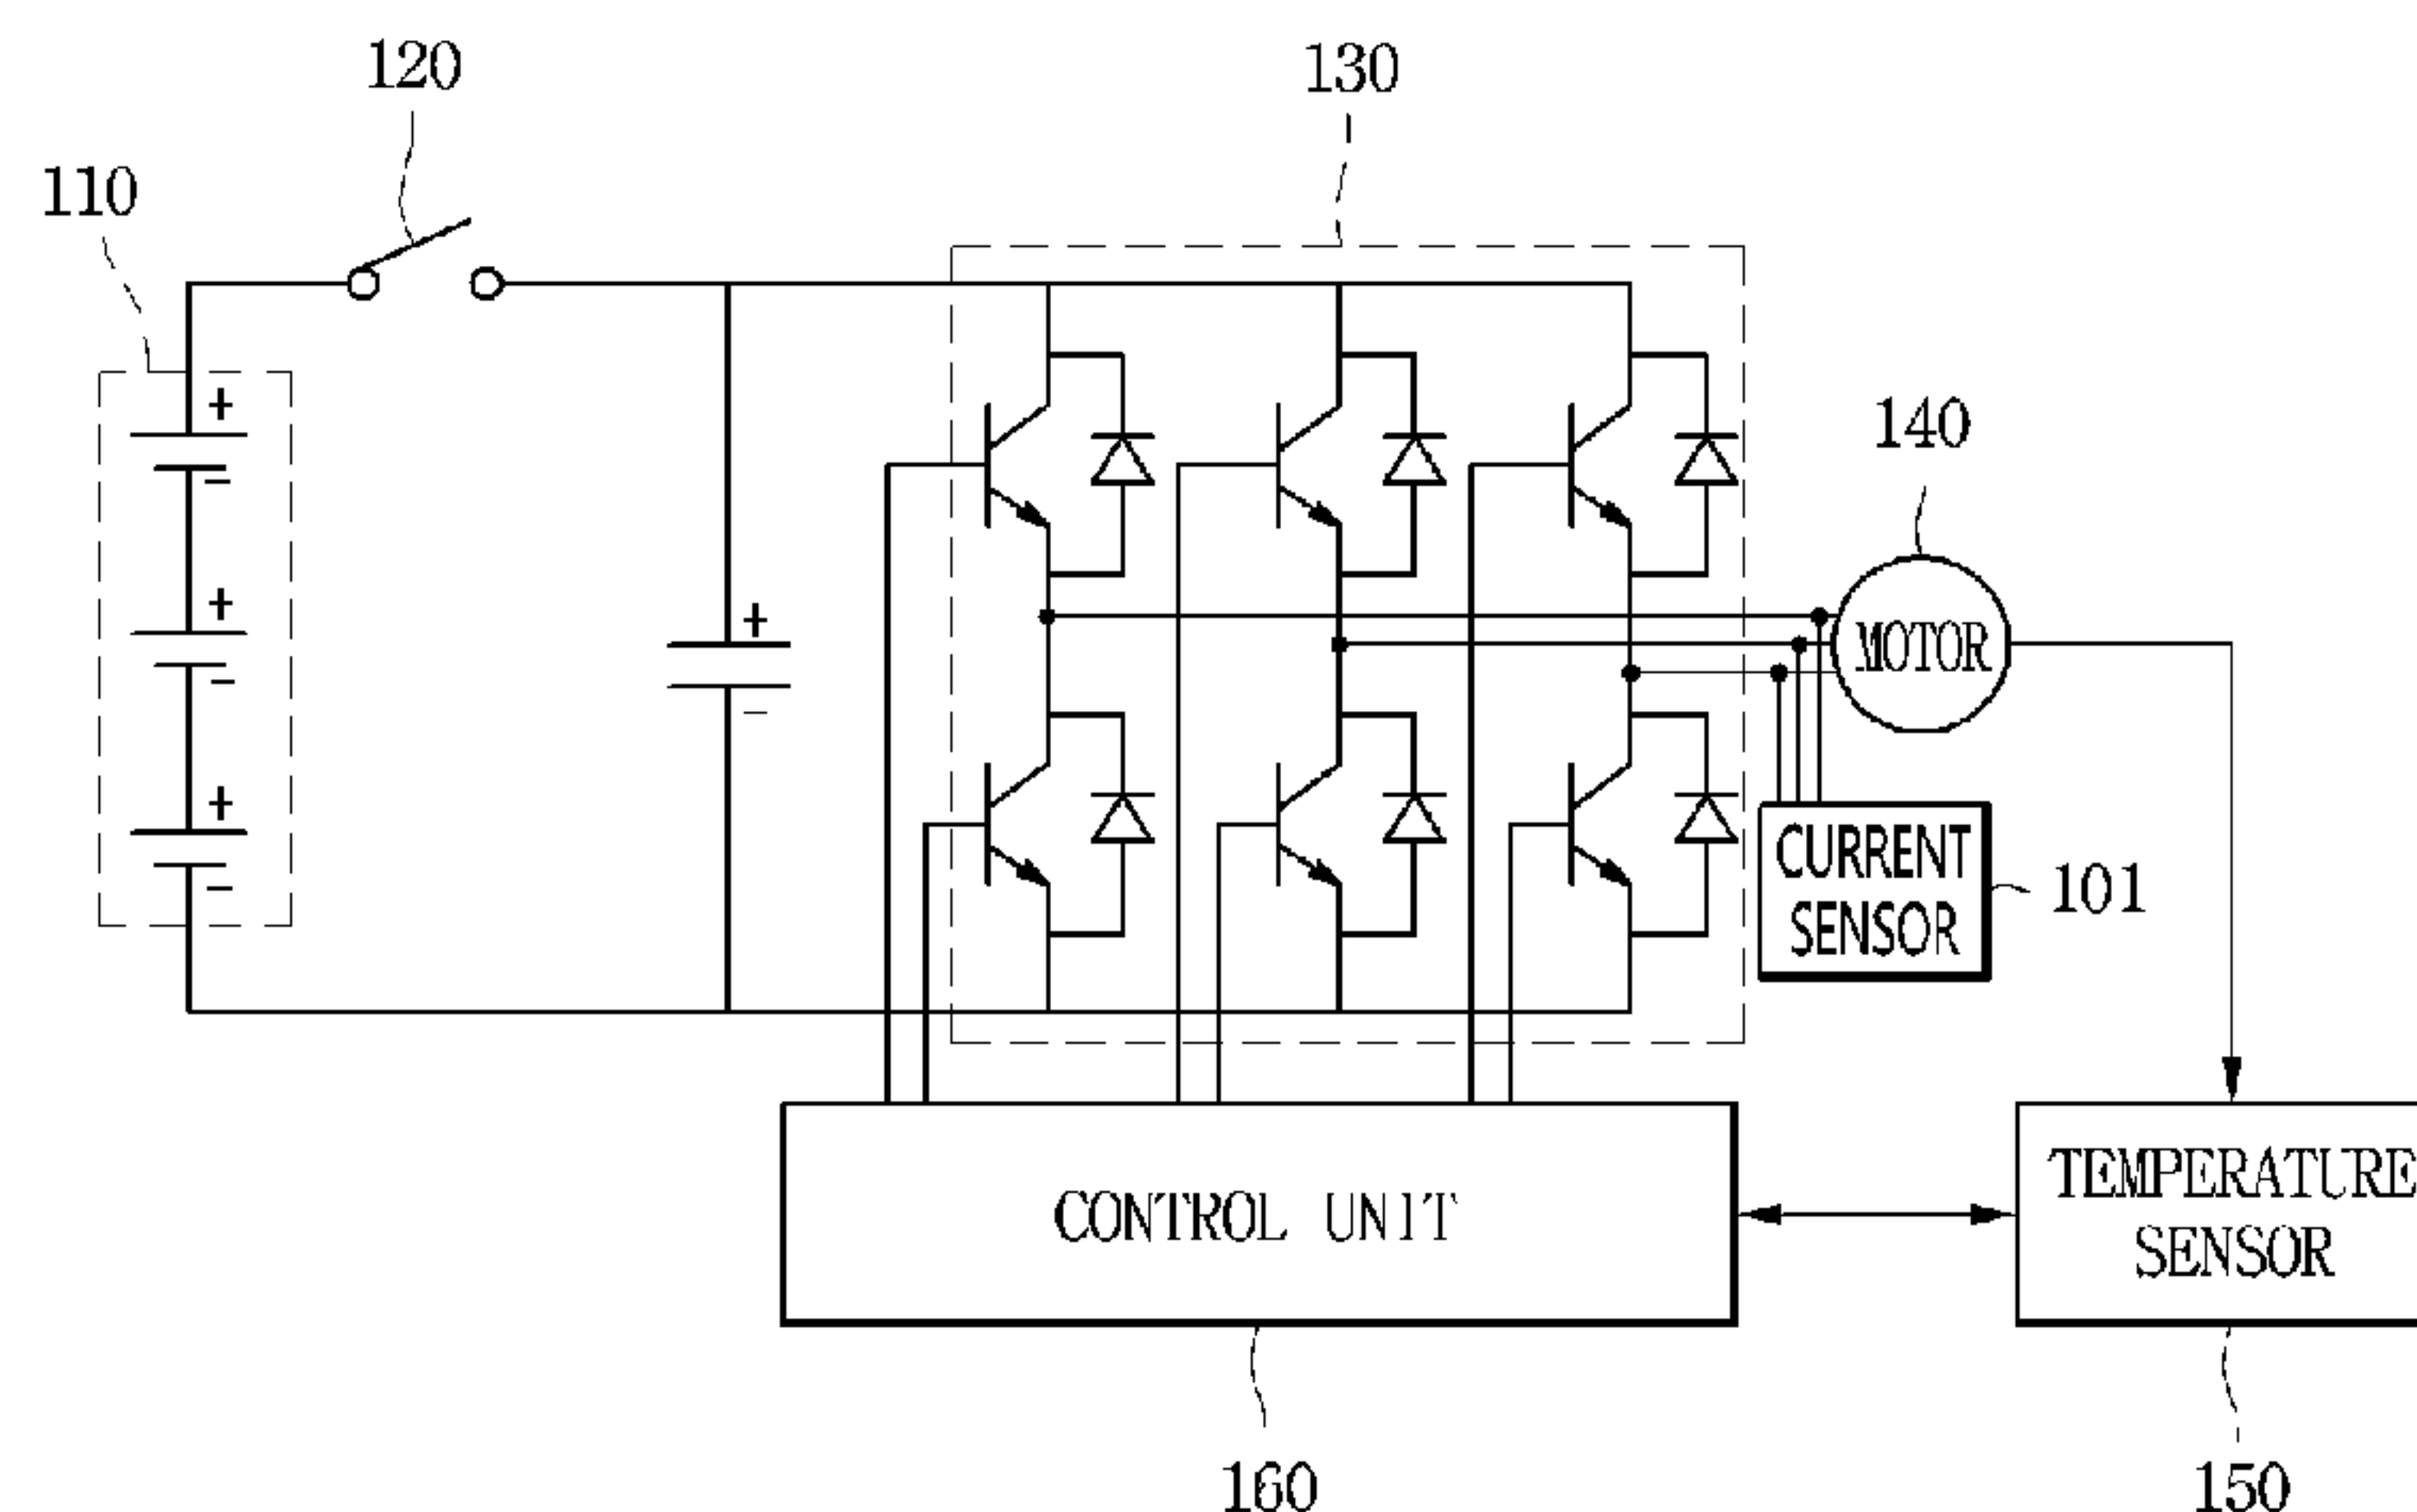 120
130
110
+
−
140
+
−
+
−
MOTOR
+
−
CURRENT
SENSOR
101
CONTROL UNIT
TEMPERATURE
SENSOR
160
150